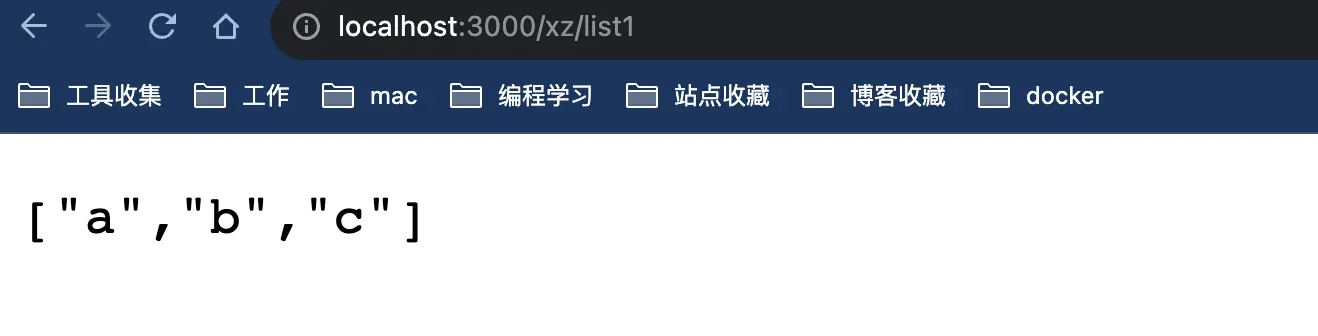 localhost:3000/xz/list1
工具收集 工作 mac 编程学习 站点收藏 博客收藏 docker
["a","b","c"]